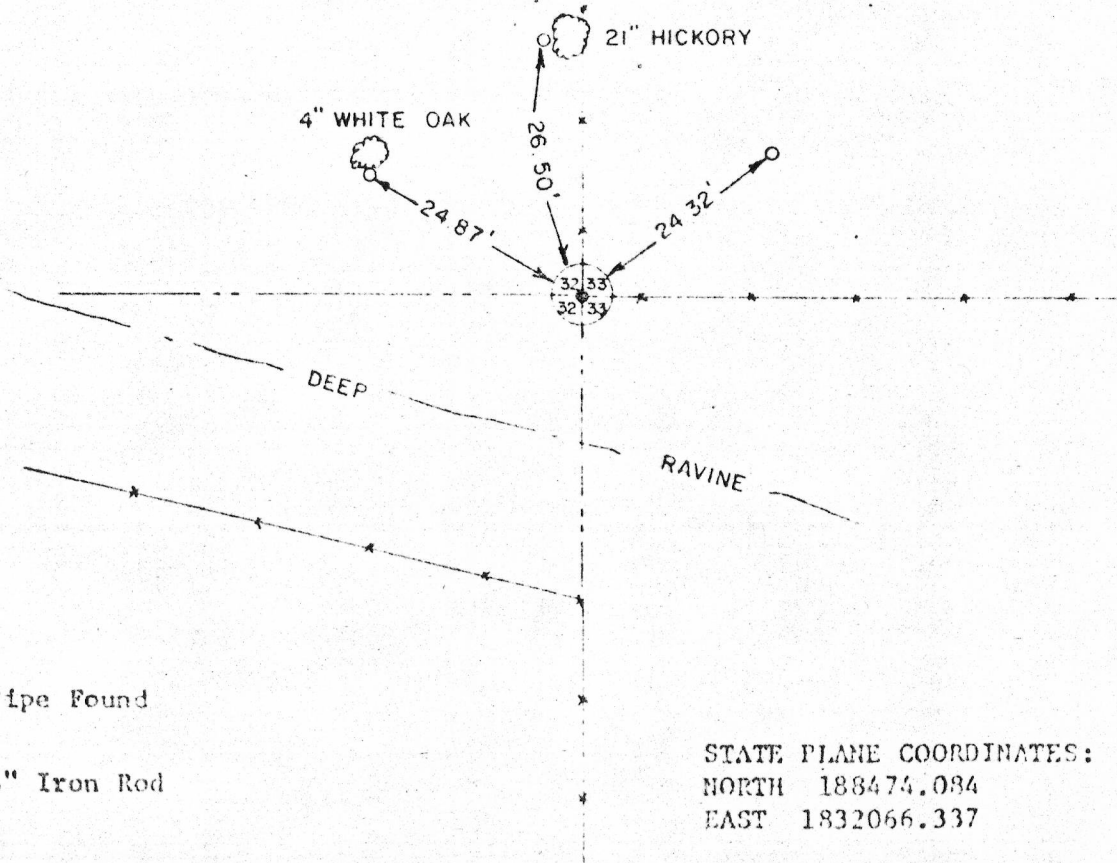 21" HICKORY
4" WHITE OAK
26.50'
24.87'
24.32'
32 33
32 33
DEEP
RAVINE
ipe Found
" Iron Rod
STATE PLANE COORDINATES:
NORTH 188474.084
EAST 1832066.337